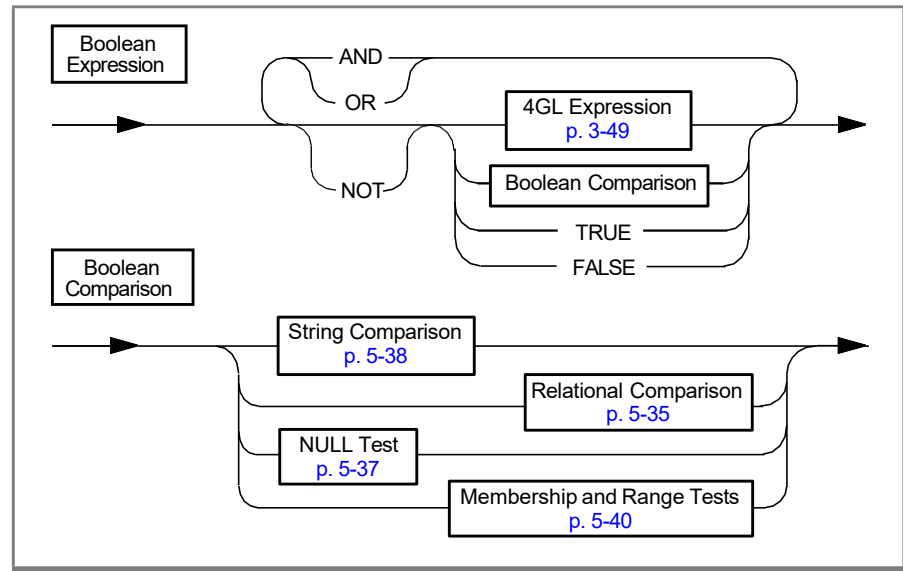 Boolean
Expression
AND
OR
NOT
4GL Expression
p. 3-49
Boolean Comparison
TRUE
FALSE
Boolean
Comparison
String Comparison
p. 5-38
Relational Comparison
p. 5-35
NULL Test
p. 5-37
Membership and Range Tests
p. 5-40